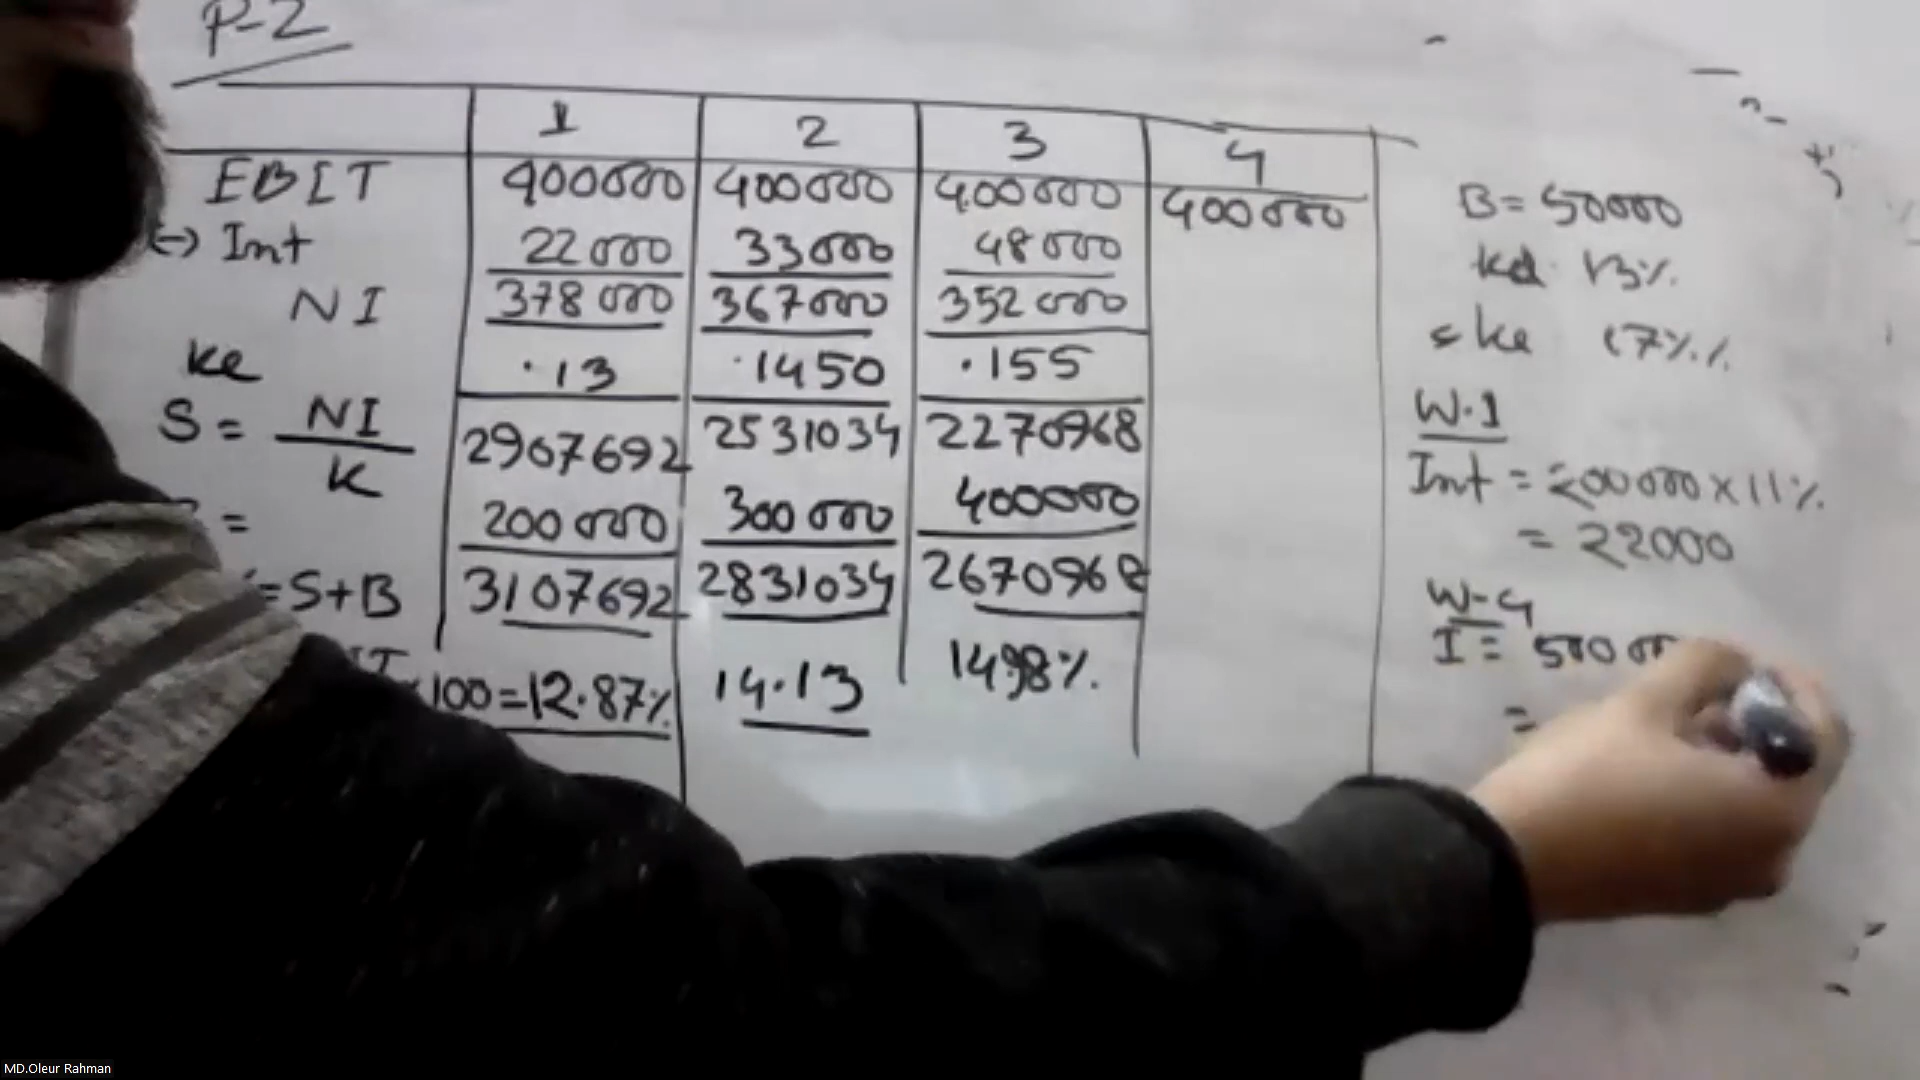 P-2
1 2 3 4
EBIT 400000 400000 400000 400000
(-) Int 22000 33000 48000
NI 378000 367000 352000
ke .13 .1450 .155
S = NI / K 2907692 2531034 2270968
= 200000 300000 400000
=S+B 3107692 2831034 2670968
×100=12.87% 14.13 14.98%
B = 50000
kd 13%
ke 17%
W.1
Int = 200000 × 11%
= 22000
W-4
I = 500
=
MD.Oleur Rahman